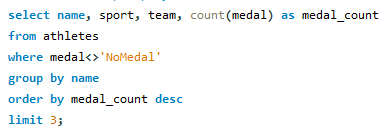 select name, sport, team, count(medal) as medal_count
from athletes
where medal<>'NoMedal'
group by name
order by medal_count desc
limit 3;